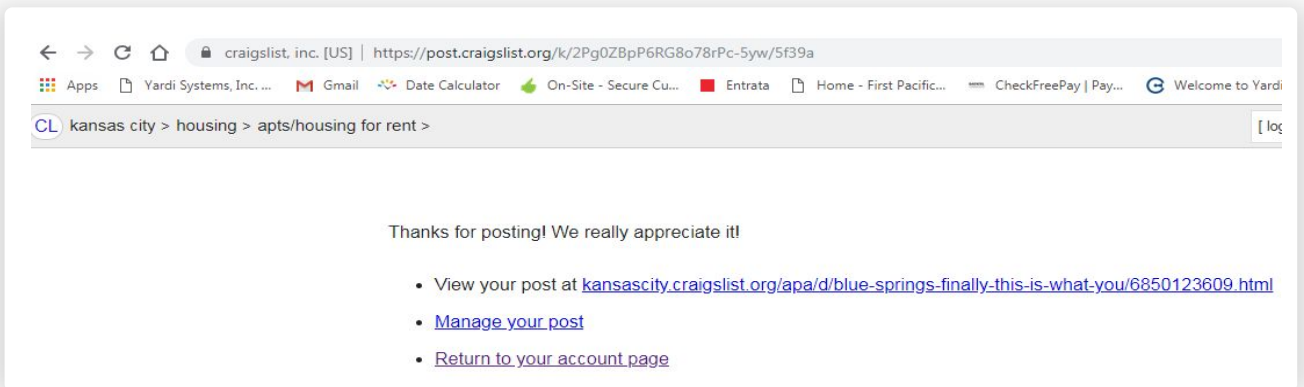 craigslist, inc. [US] | https://post.craigslist.org/k/2Pg0ZBpP6RG8o78rPc-5yw/5f39a
Apps Yardi Systems, Inc. ... Gmail Date Calculator On-Site - Secure Cu... Entrata Home - First Pacific... CheckFreePay | Pay... Welcome to Yardi
CL kansas city > housing > apts/housing for rent > [ log
Thanks for posting! We really appreciate it!
• View your post at kansascity.craigslist.org/apa/d/blue-springs-finally-this-is-what-you/6850123609.html
• Manage your post
• Return to your account page